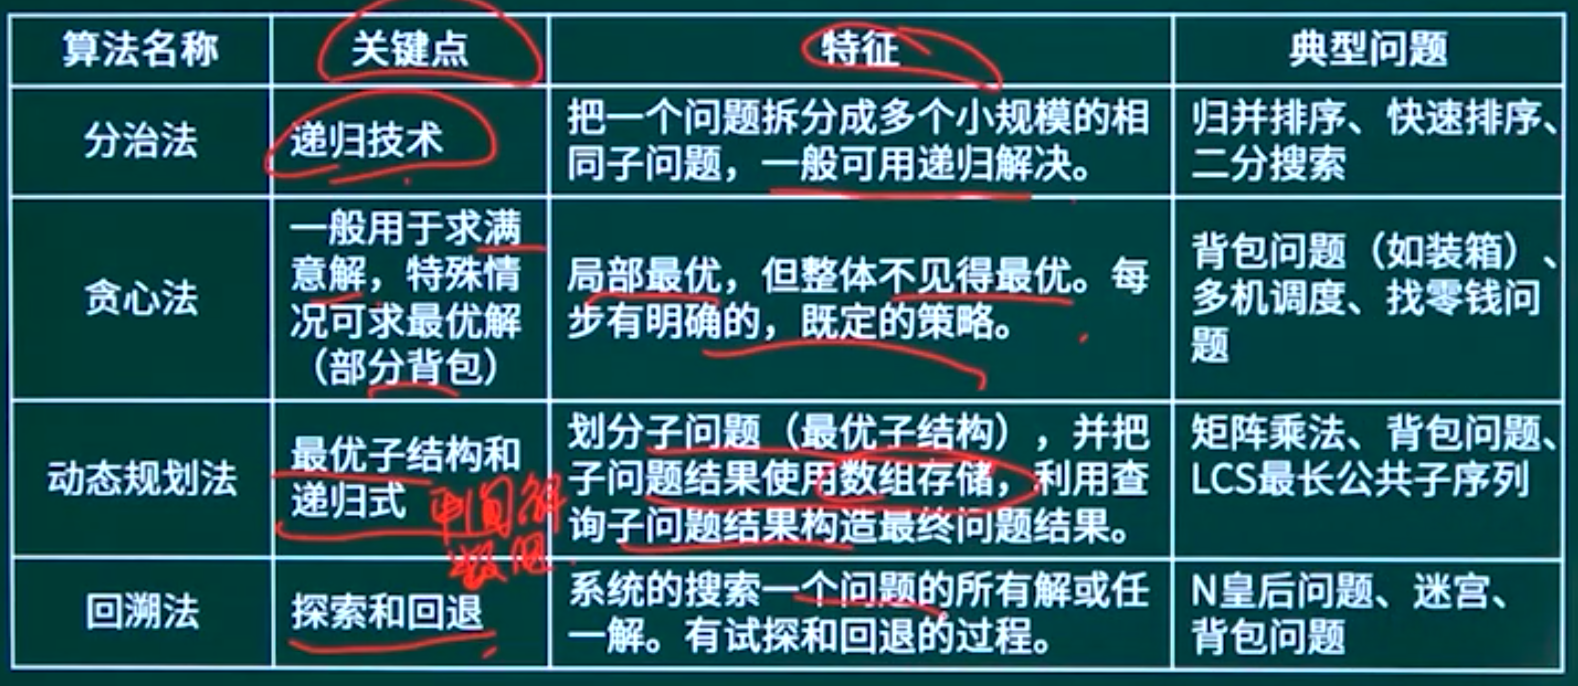 算法名称 关键点 特征 典型问题
分治法
递归技术
把一个问题拆分成多个小规模的相
同子问题，一般可用递归解决。
归并排序、快速排序、
二分搜索
贪心法
一般用于求满
意解，特殊情
况可求最优解
（部分背包）
局部最优，但整体不见得最优。每
步有明确的，既定的策略。
背包问题（如装箱）、
多机调度、找零钱问
题
动态规划法
最优子结构和
递归式
中间解
划分子问题（最优子结构），并把
子问题结果使用数组存储，利用查
询子问题结果构造最终问题结果。
矩阵乘法、背包问题、
LCS最长公共子序列
回溯法
探索和回退
系统的搜索一个问题的所有解或任
一解。有试探和回退的过程。
N皇后问题、迷宫、
背包问题